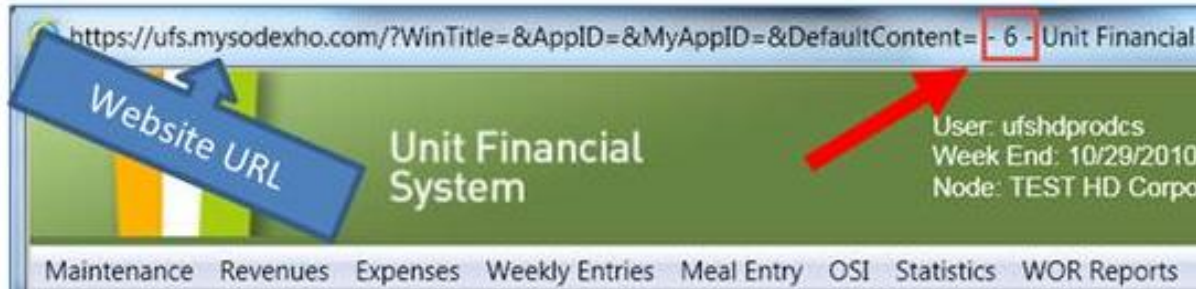 https://ufs.mysodexho.com/?WinTitle=&AppID=&MyAppID=&DefaultContent= - 6 - Unit Financial
Website URL
Unit Financial
System
User: ufshdprodcs
Week End: 10/29/2010
Node: TEST HD Corpo
Maintenance Revenues Expenses Weekly Entries Meal Entry OSI Statistics WOR Reports